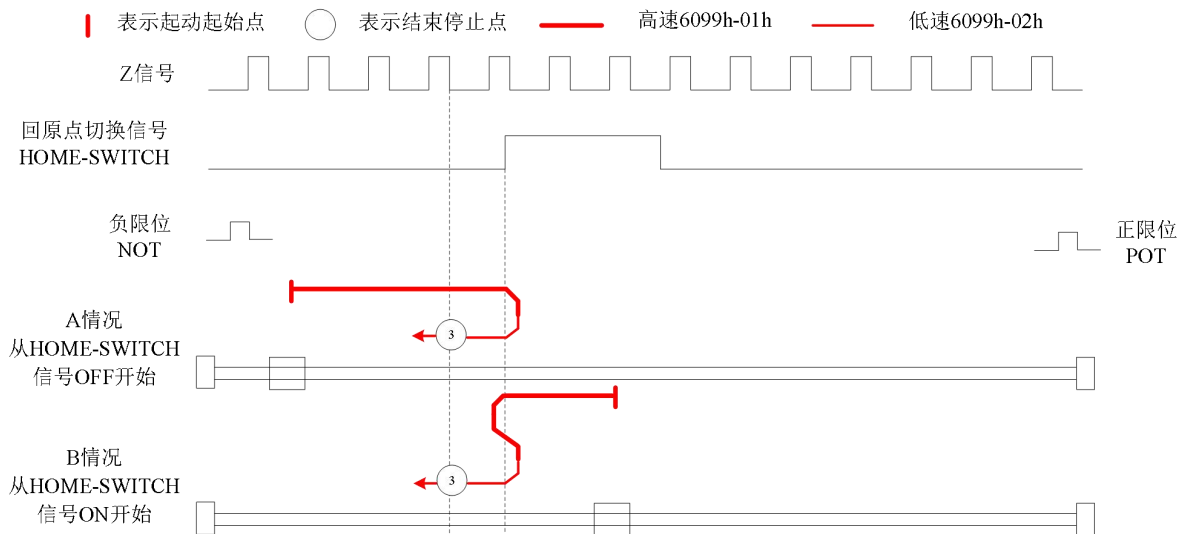 表示起动起始点
表示结束停止点
高速6099h-01h
低速6099h-02h
Z信号
回原点切换信号
HOME-SWITCH
负限位
NOT
正限位
POT
A情况
从HOME-SWITCH
信号OFF开始
3
B情况
从HOME-SWITCH
信号ON开始
3